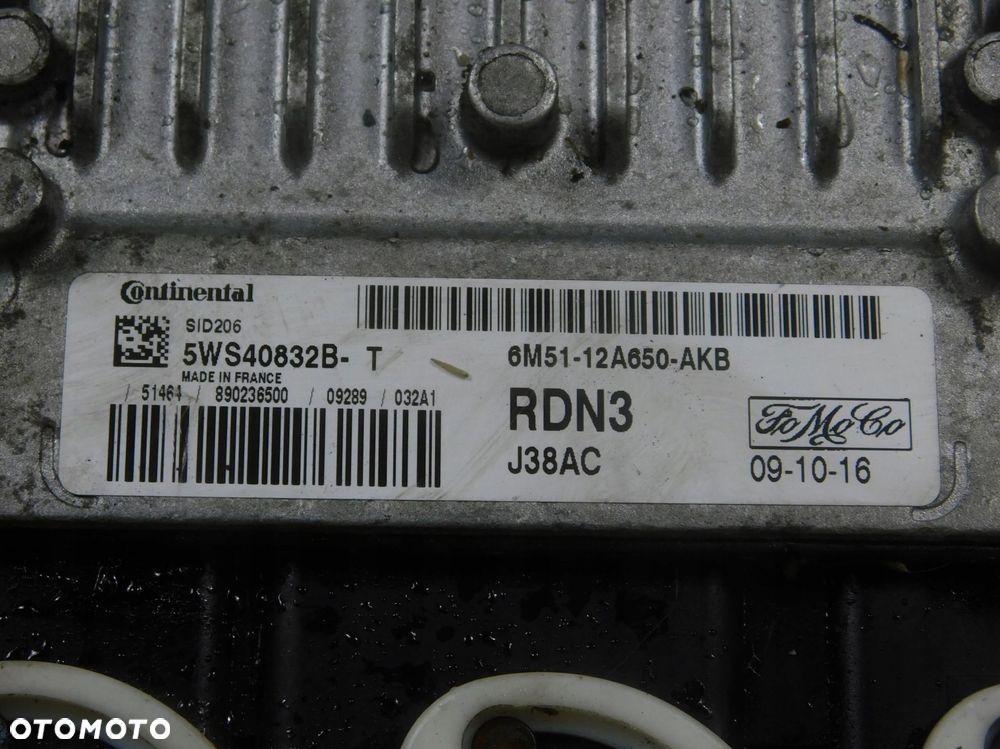 Continental
SID206
5WS40832B- T
MADE IN FRANCE
/ 51464 / 890236500 / 09289 / 032A1
6M51-12A650-AKB
RDN3
J38AC
FoMoCo
09-10-16
OTOMOTO